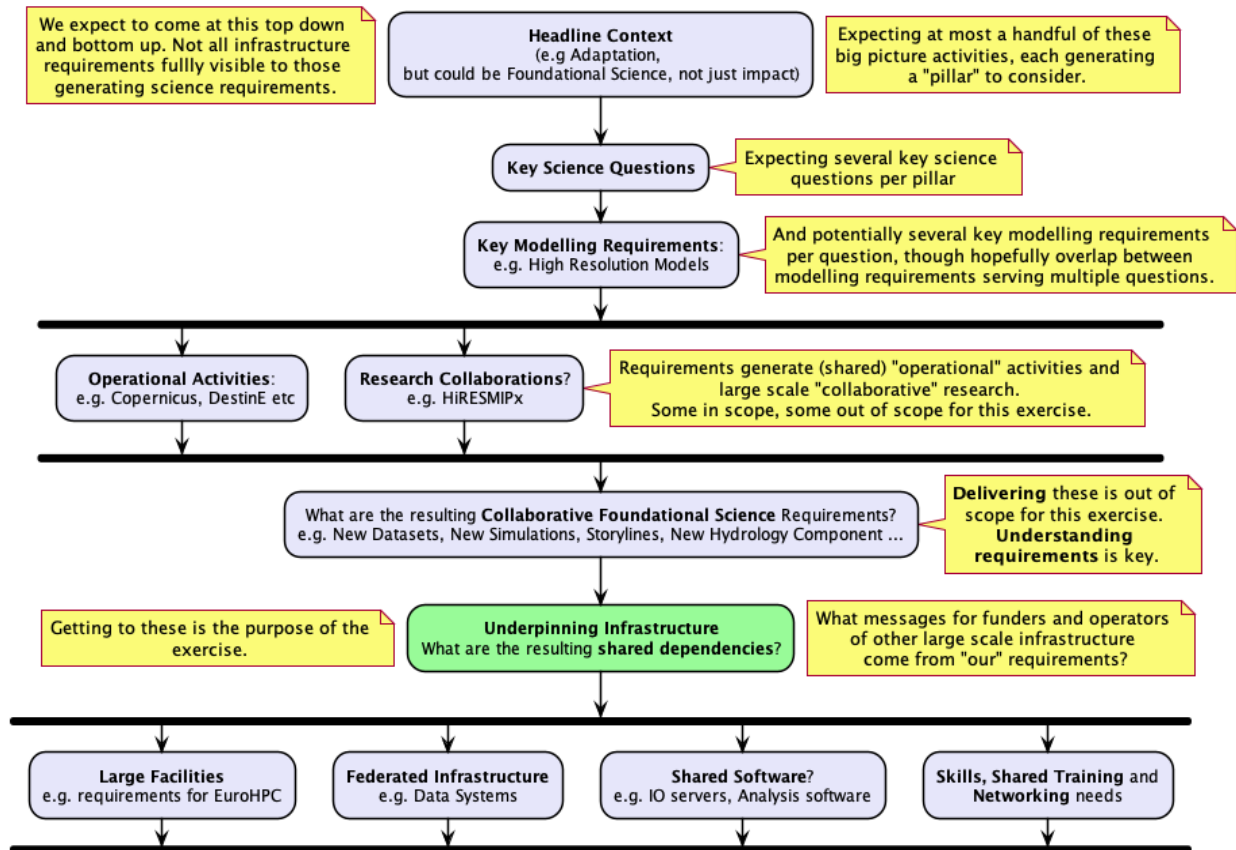 We expect to come at this top down
and bottom up. Not all infrastructure
requirements fullly visible to those
generating science requirements.
Headline Context
(e.g Adaptation,
but could be Foundational Science, not just impact)
Expecting at most a handful of these
big picture activities, each generating
a "pillar" to consider.
Key Science Questions
Expecting several key science
questions per pillar
Key Modelling Requirements:
e.g. High Resolution Models
And potentially several key modelling requirements
per question, though hopefully overlap between
modelling requirements serving multiple questions.
Operational Activities:
e.g. Copernicus, DestinE etc
Research Collaborations?
e.g. HiRESMIPx
Requirements generate (shared) "operational" activities and
large scale "collaborative" research.
Some in scope, some out of scope for this exercise.
What are the resulting Collaborative Foundational Science Requirements?
e.g. New Datasets, New Simulations, Storylines, New Hydrology Component ...
Delivering these is out of
scope for this exercise.
Understanding
requirements is key.
Getting to these is the purpose of the
exercise.
Underpinning Infrastructure
What are the resulting shared dependencies?
What messages for funders and operators
of other large scale infrastructure
come from "our" requirements?
Large Facilities
e.g. requirements for EuroHPC
Federated Infrastructure
e.g. Data Systems
Shared Software?
e.g. IO servers, Analysis software
Skills, Shared Training and
Networking needs